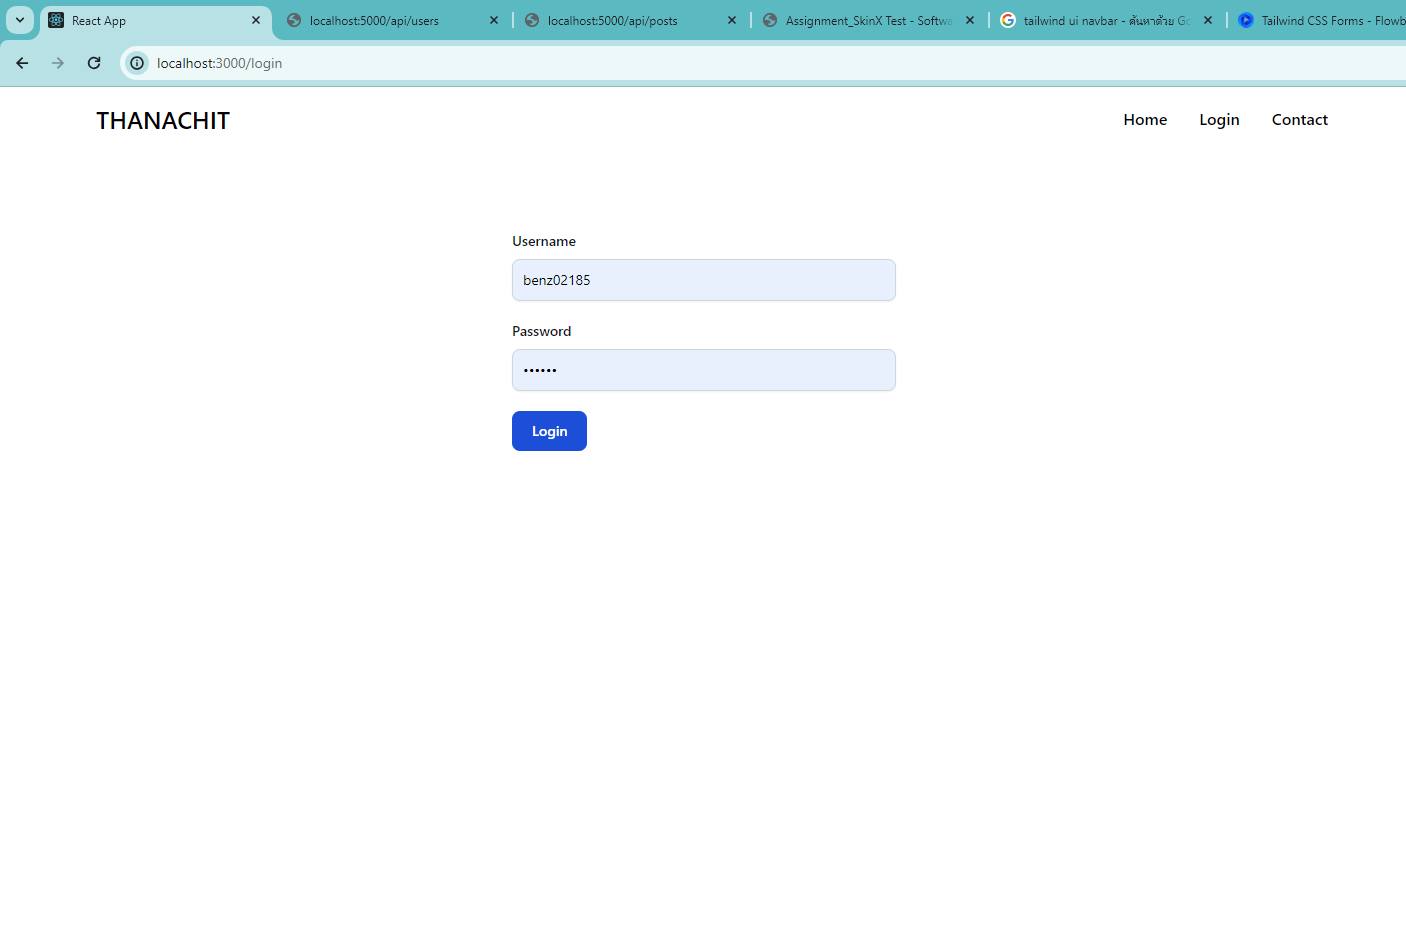 React App
localhost:5000/api/users
localhost:5000/api/posts
Assignment_SkinX Test - Softwa
tailwind ui navbar - ค้นหาด้วย Go
Tailwind CSS Forms - Flowb
localhost:3000/login
THANACHIT
Home
Login
Contact
Username
benz02185
Password
••••••
Login